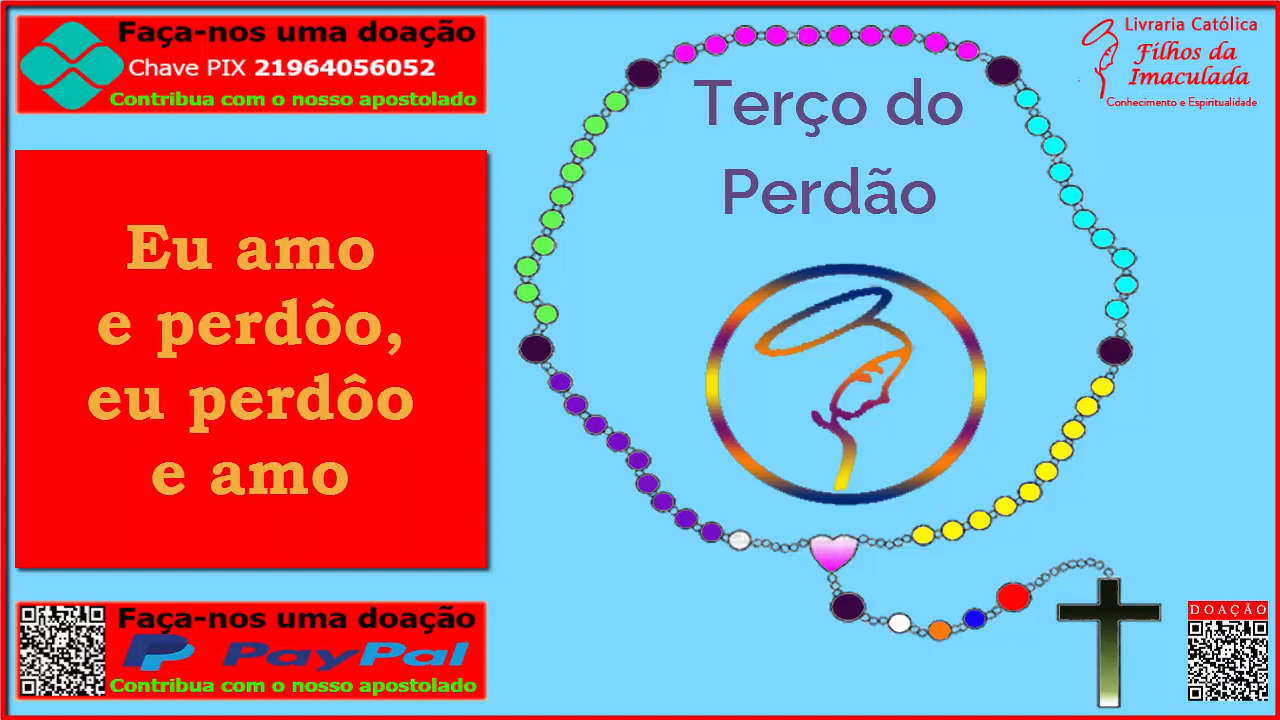 Faça-nos uma doação
Chave PIX 21964056052
Contribua com o nosso apostolado
Eu amo
e perdôo,
eu perdôo
e amo
Faça-nos uma doação
PayPal
Contribua com o nosso apostolado
Terço do
Perdão
Livraria Católica
Filhos da
Imaculada
Conhecimento e Espiritualidade
DOAÇÃO